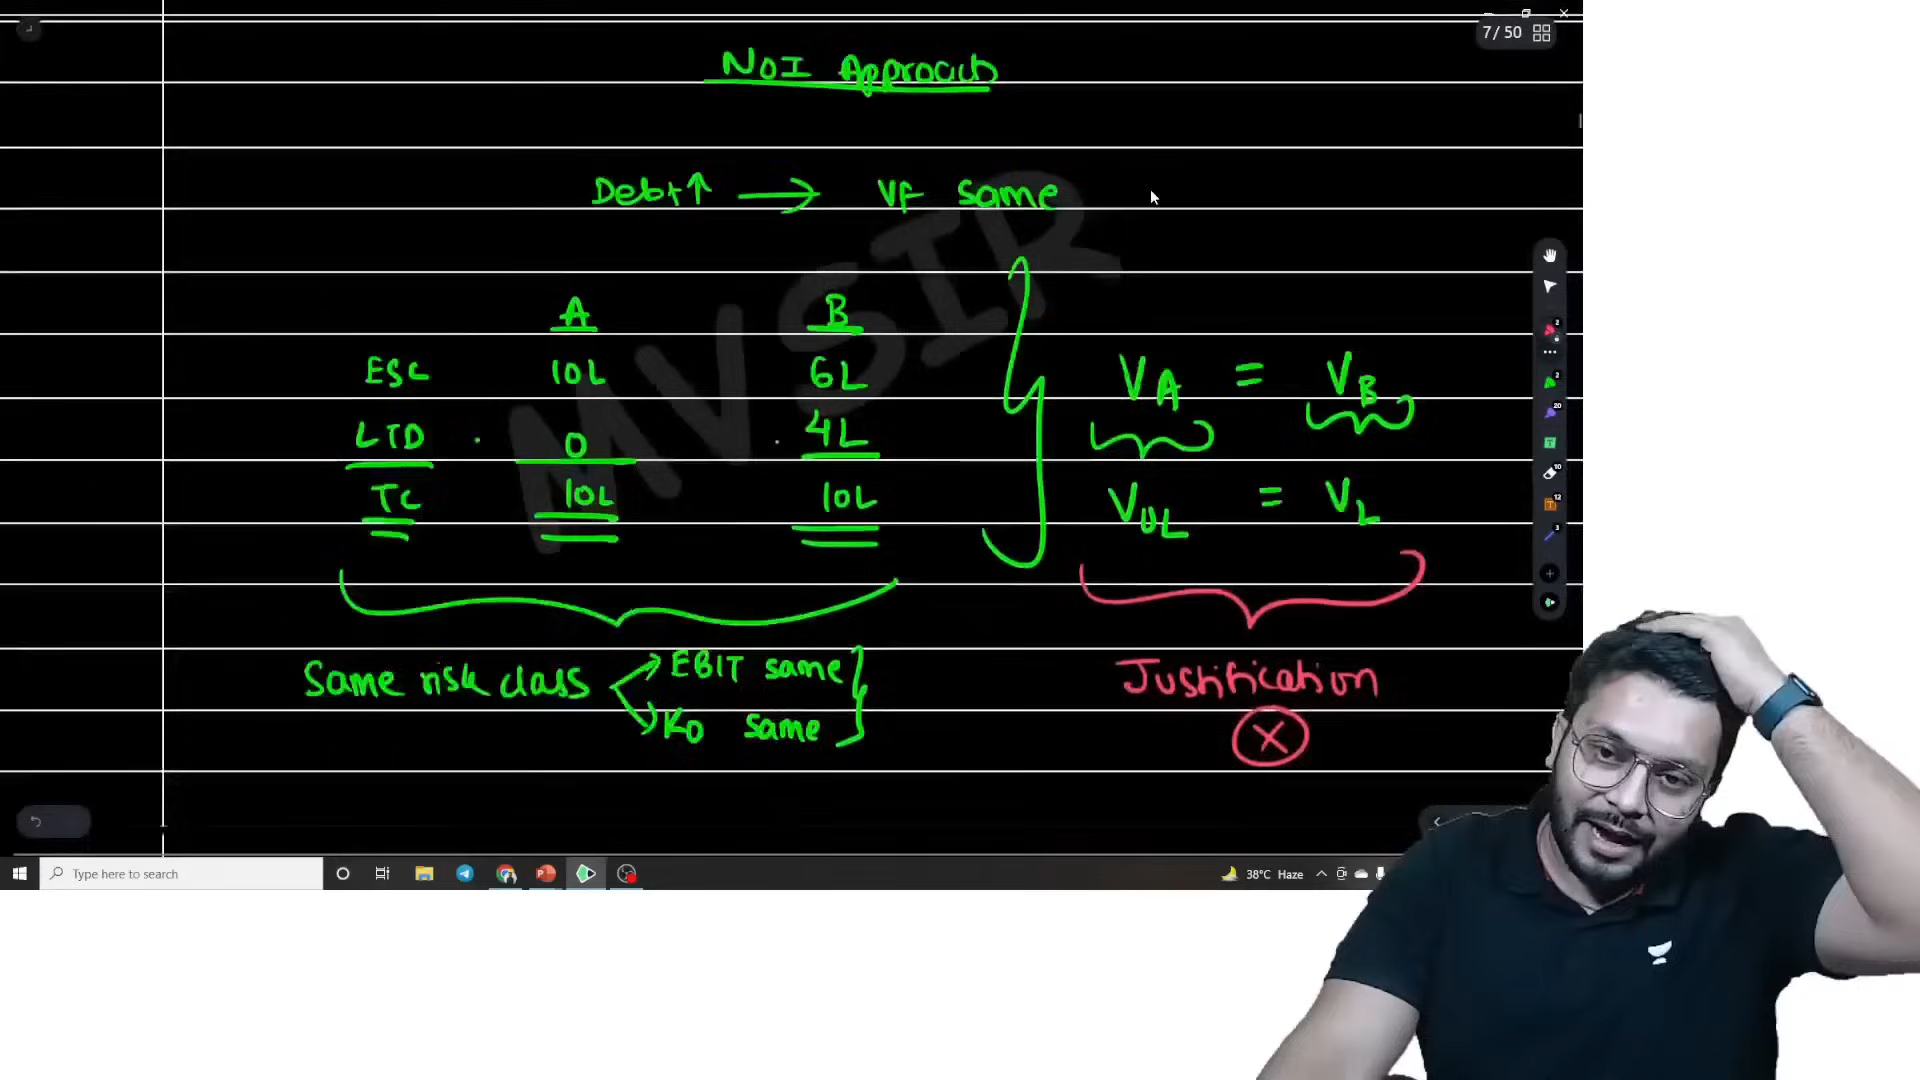 7/50
NOI Approach
Debt↑ → VF same
MVSIR
A B
ESC 10L 6L
LTD 0 4L
TC 10L 10L
VA = VB
VUL = VL
Same risk class EBIT same
Ko same
Justification
X
Type here to search
38°C Haze